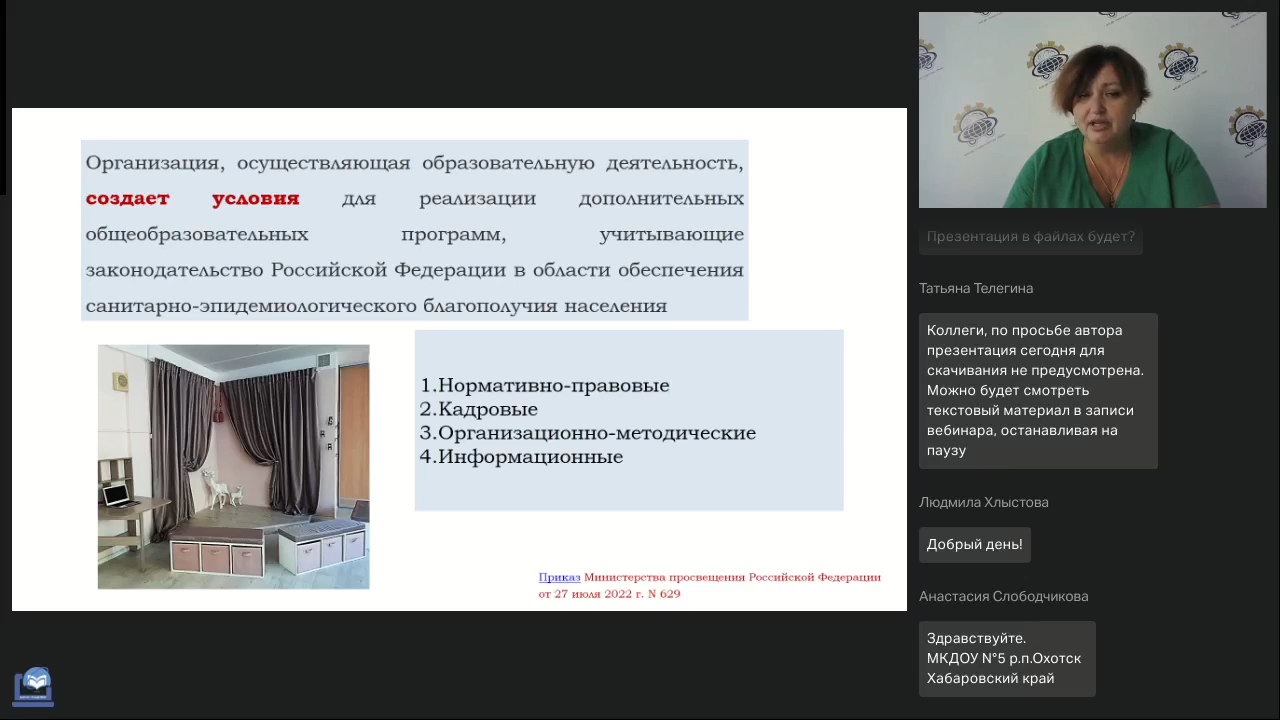 Организация, осуществляющая образовательную деятельность,
создает условия для реализации дополнительных
общеобразовательных программ, учитывающие
законодательство Российской Федерации в области обеспечения
санитарно-эпидемиологического благополучия населения
1.Нормативно-правовые
2.Кадровые
3.Организационно-методические
4.Информационные
Приказ Министерства просвещения Российской Федерации
от 27 июля 2022 г. N 629
Презентация в файлах будет?
Татьяна Телегина
Коллеги, по просьбе автора
презентация сегодня для
скачивания не предусмотрена.
Можно будет смотреть
текстовый материал в записи
вебинара, останавливая на
паузу
Людмила Хлыстова
Добрый день!
Анастасия Слободчикова
Здравствуйте.
МКДОУ №5 р.п.Охотск
Хабаровский край